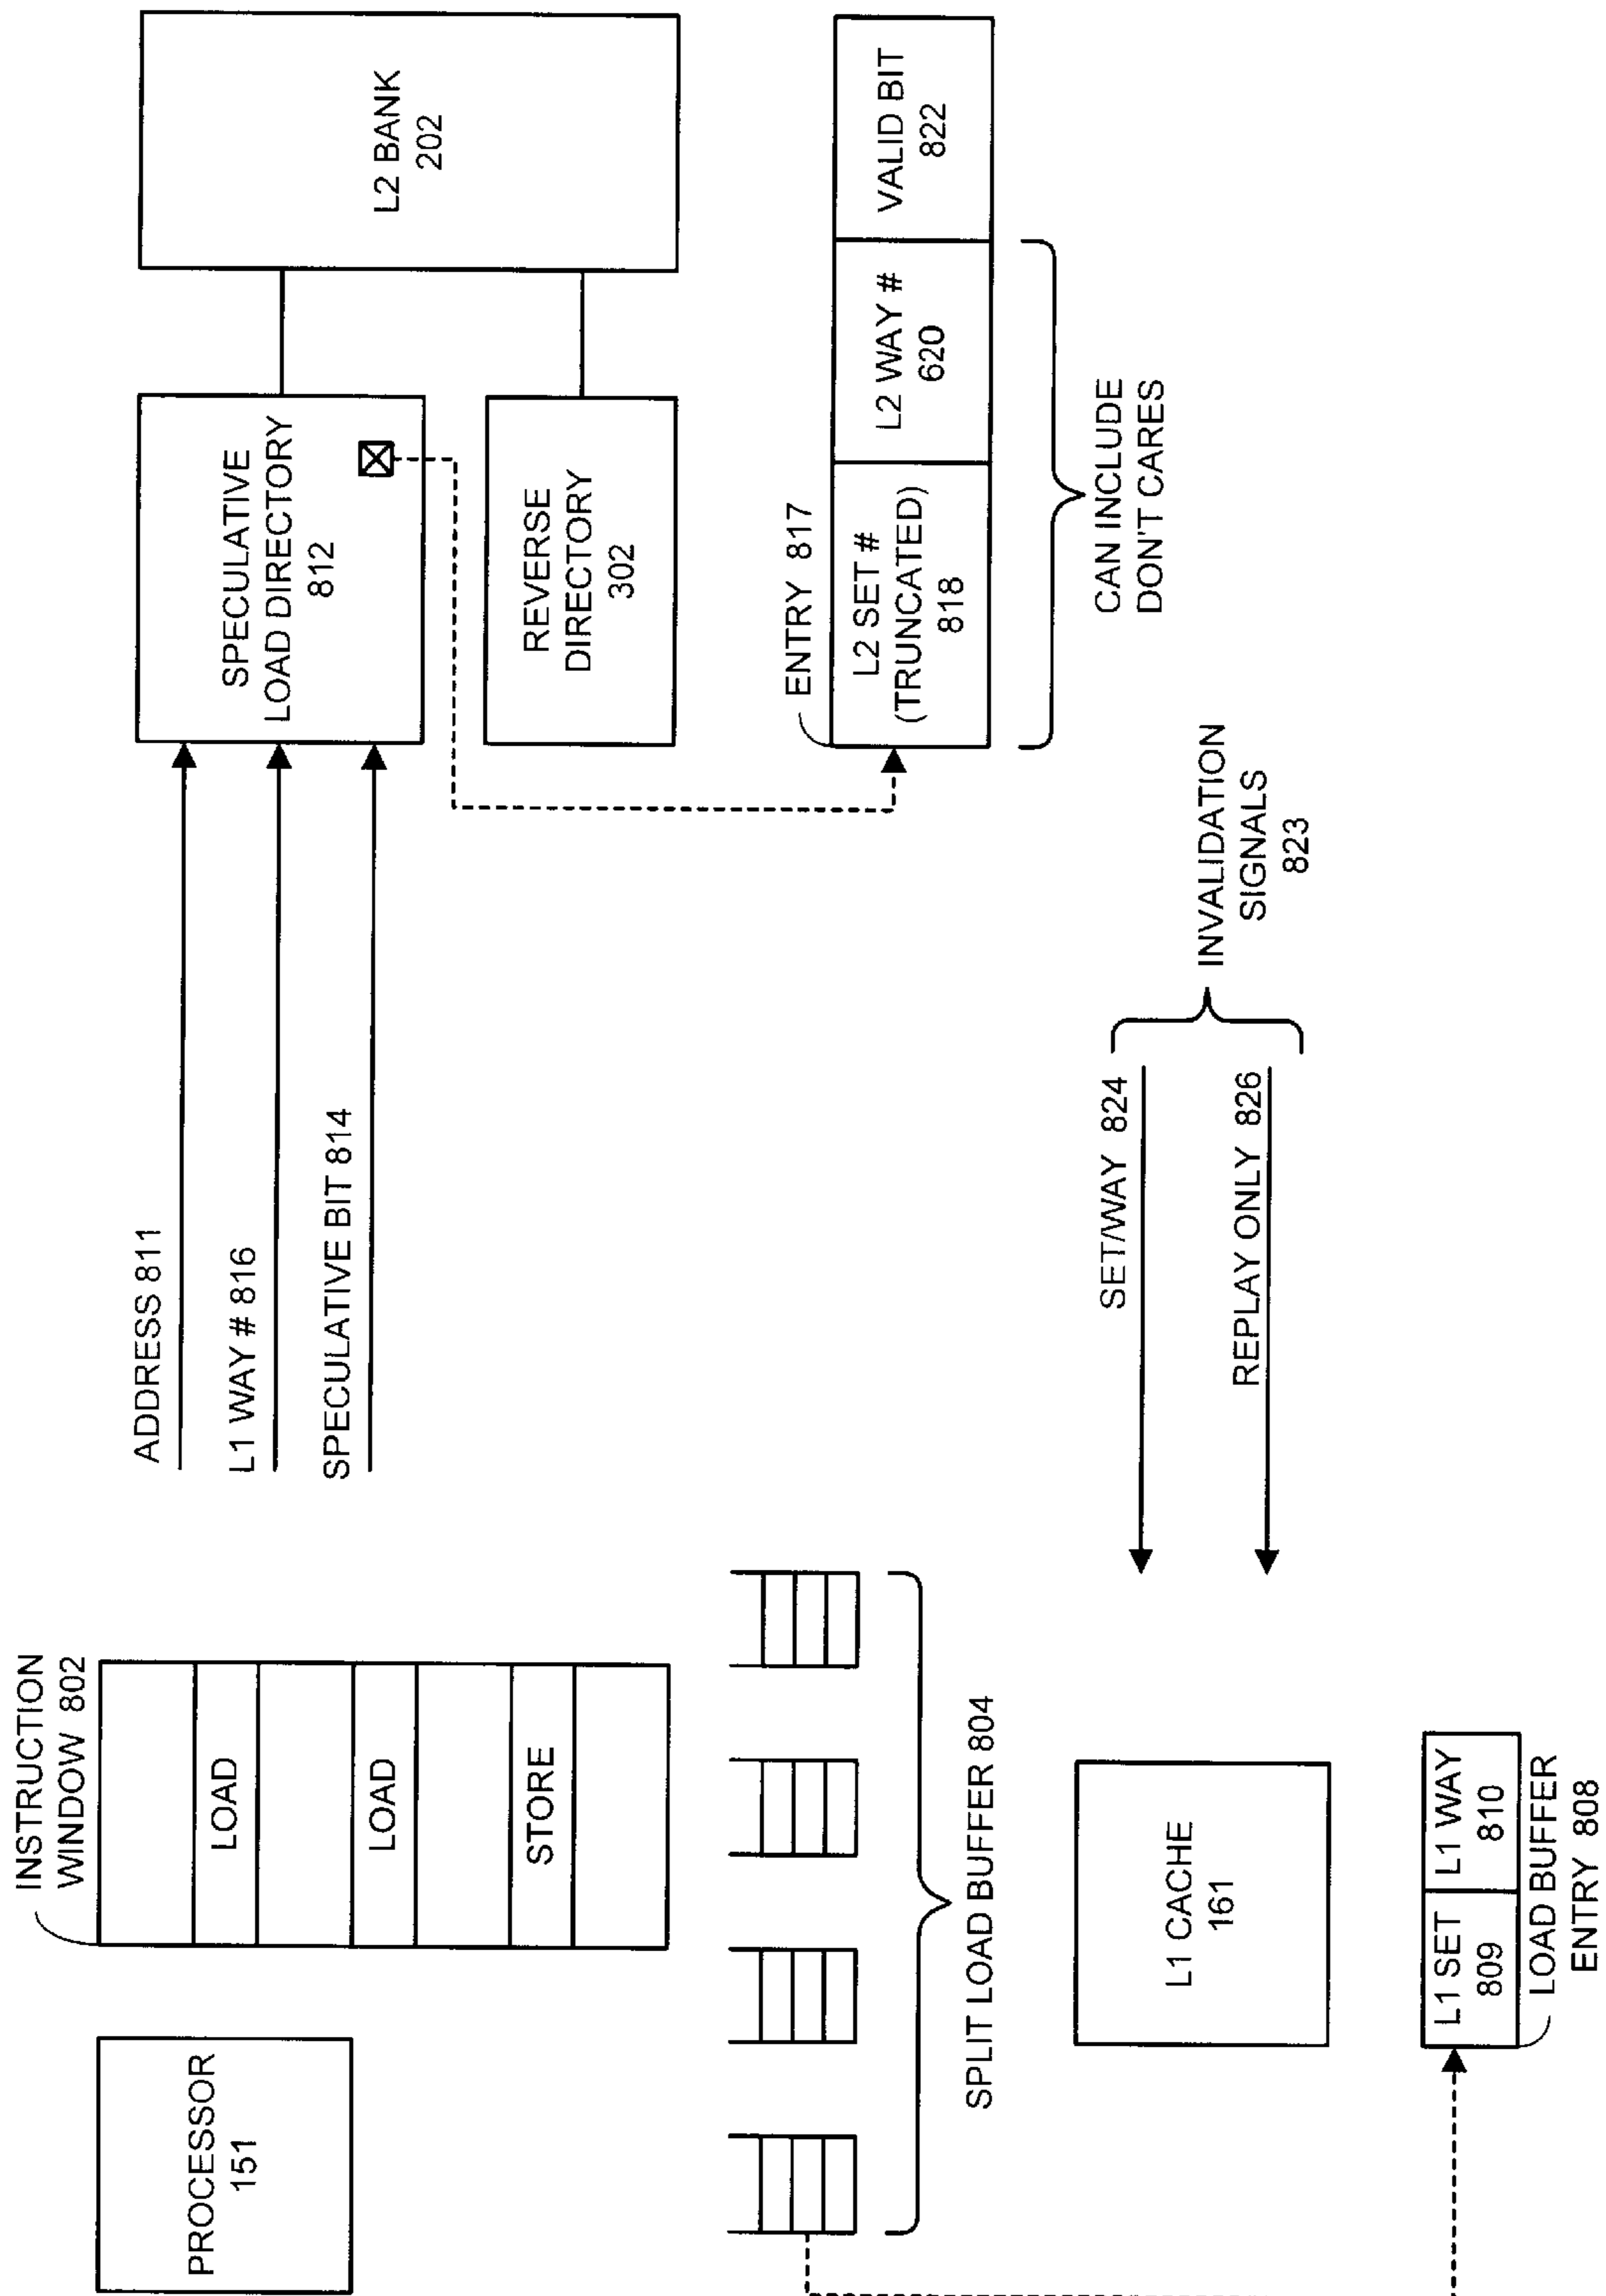 PROCESSOR
151
INSTRUCTION
WINDOW 802
LOAD
LOAD
STORE
SPLIT LOAD BUFFER 804
L1 CACHE
161
L1 SET
809
L1 WAY
810
LOAD BUFFER
ENTRY 808
ADDRESS 811
L1 WAY # 816
SPECULATIVE BIT 814
SET/WAY 824
REPLAY ONLY 826
INVALIDATION
SIGNALS
823
SPECULATIVE
LOAD DIRECTORY
812
REVERSE
DIRECTORY
302
L2 BANK
202
ENTRY 817
L2 SET #
(TRUNCATED)
818
L2 WAY #
620
VALID BIT
822
CAN INCLUDE
DON'T CARES